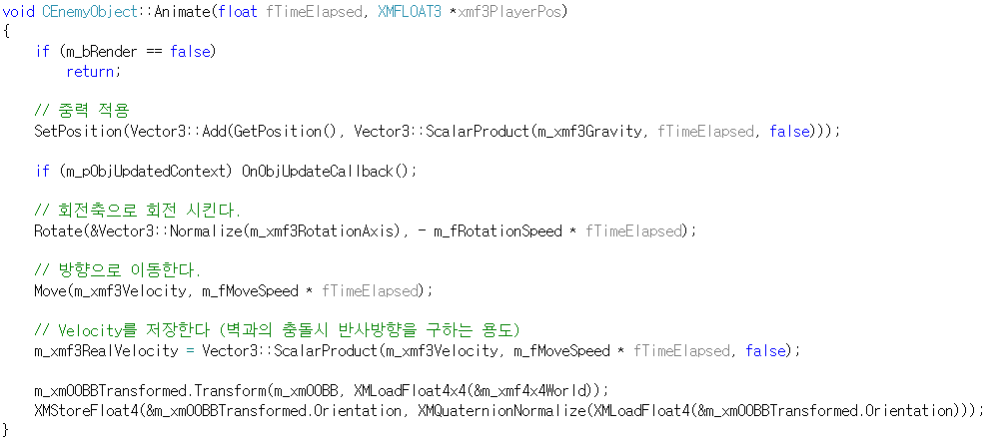 void CEnemyObject::Animate(float fTimeElapsed, XMFLOAT3 *xmf3PlayerPos)
{
    if (m_bRender == false)
        return;

    // 중력 적용
    SetPosition(Vector3::Add(GetPosition(), Vector3::ScalarProduct(m_xmf3Gravity, fTimeElapsed, false)));

    if (m_pObjUpdatedContext) OnObjUpdateCallback();

    // 회전축으로 회전 시킨다.
    Rotate(&Vector3::Normalize(m_xmf3RotationAxis), - m_fRotationSpeed * fTimeElapsed);

    // 방향으로 이동한다.
    Move(m_xmf3Velocity, m_fMoveSpeed * fTimeElapsed);

    // Velocity를 저장한다 (벽과의 충돌시 반사방향을 구하는 용도)
    m_xmf3RealVelocity = Vector3::ScalarProduct(m_xmf3Velocity, m_fMoveSpeed * fTimeElapsed, false);

    m_xmOOBBTransformed.Transform(m_xmOOBB, XMLoadFloat4x4(&m_xmf4x4World));
    XMStoreFloat4(&m_xmOOBBTransformed.Orientation, XMQuaternionNormalize(XMLoadFloat4(&m_xmOOBBTransformed.Orientation)));
}